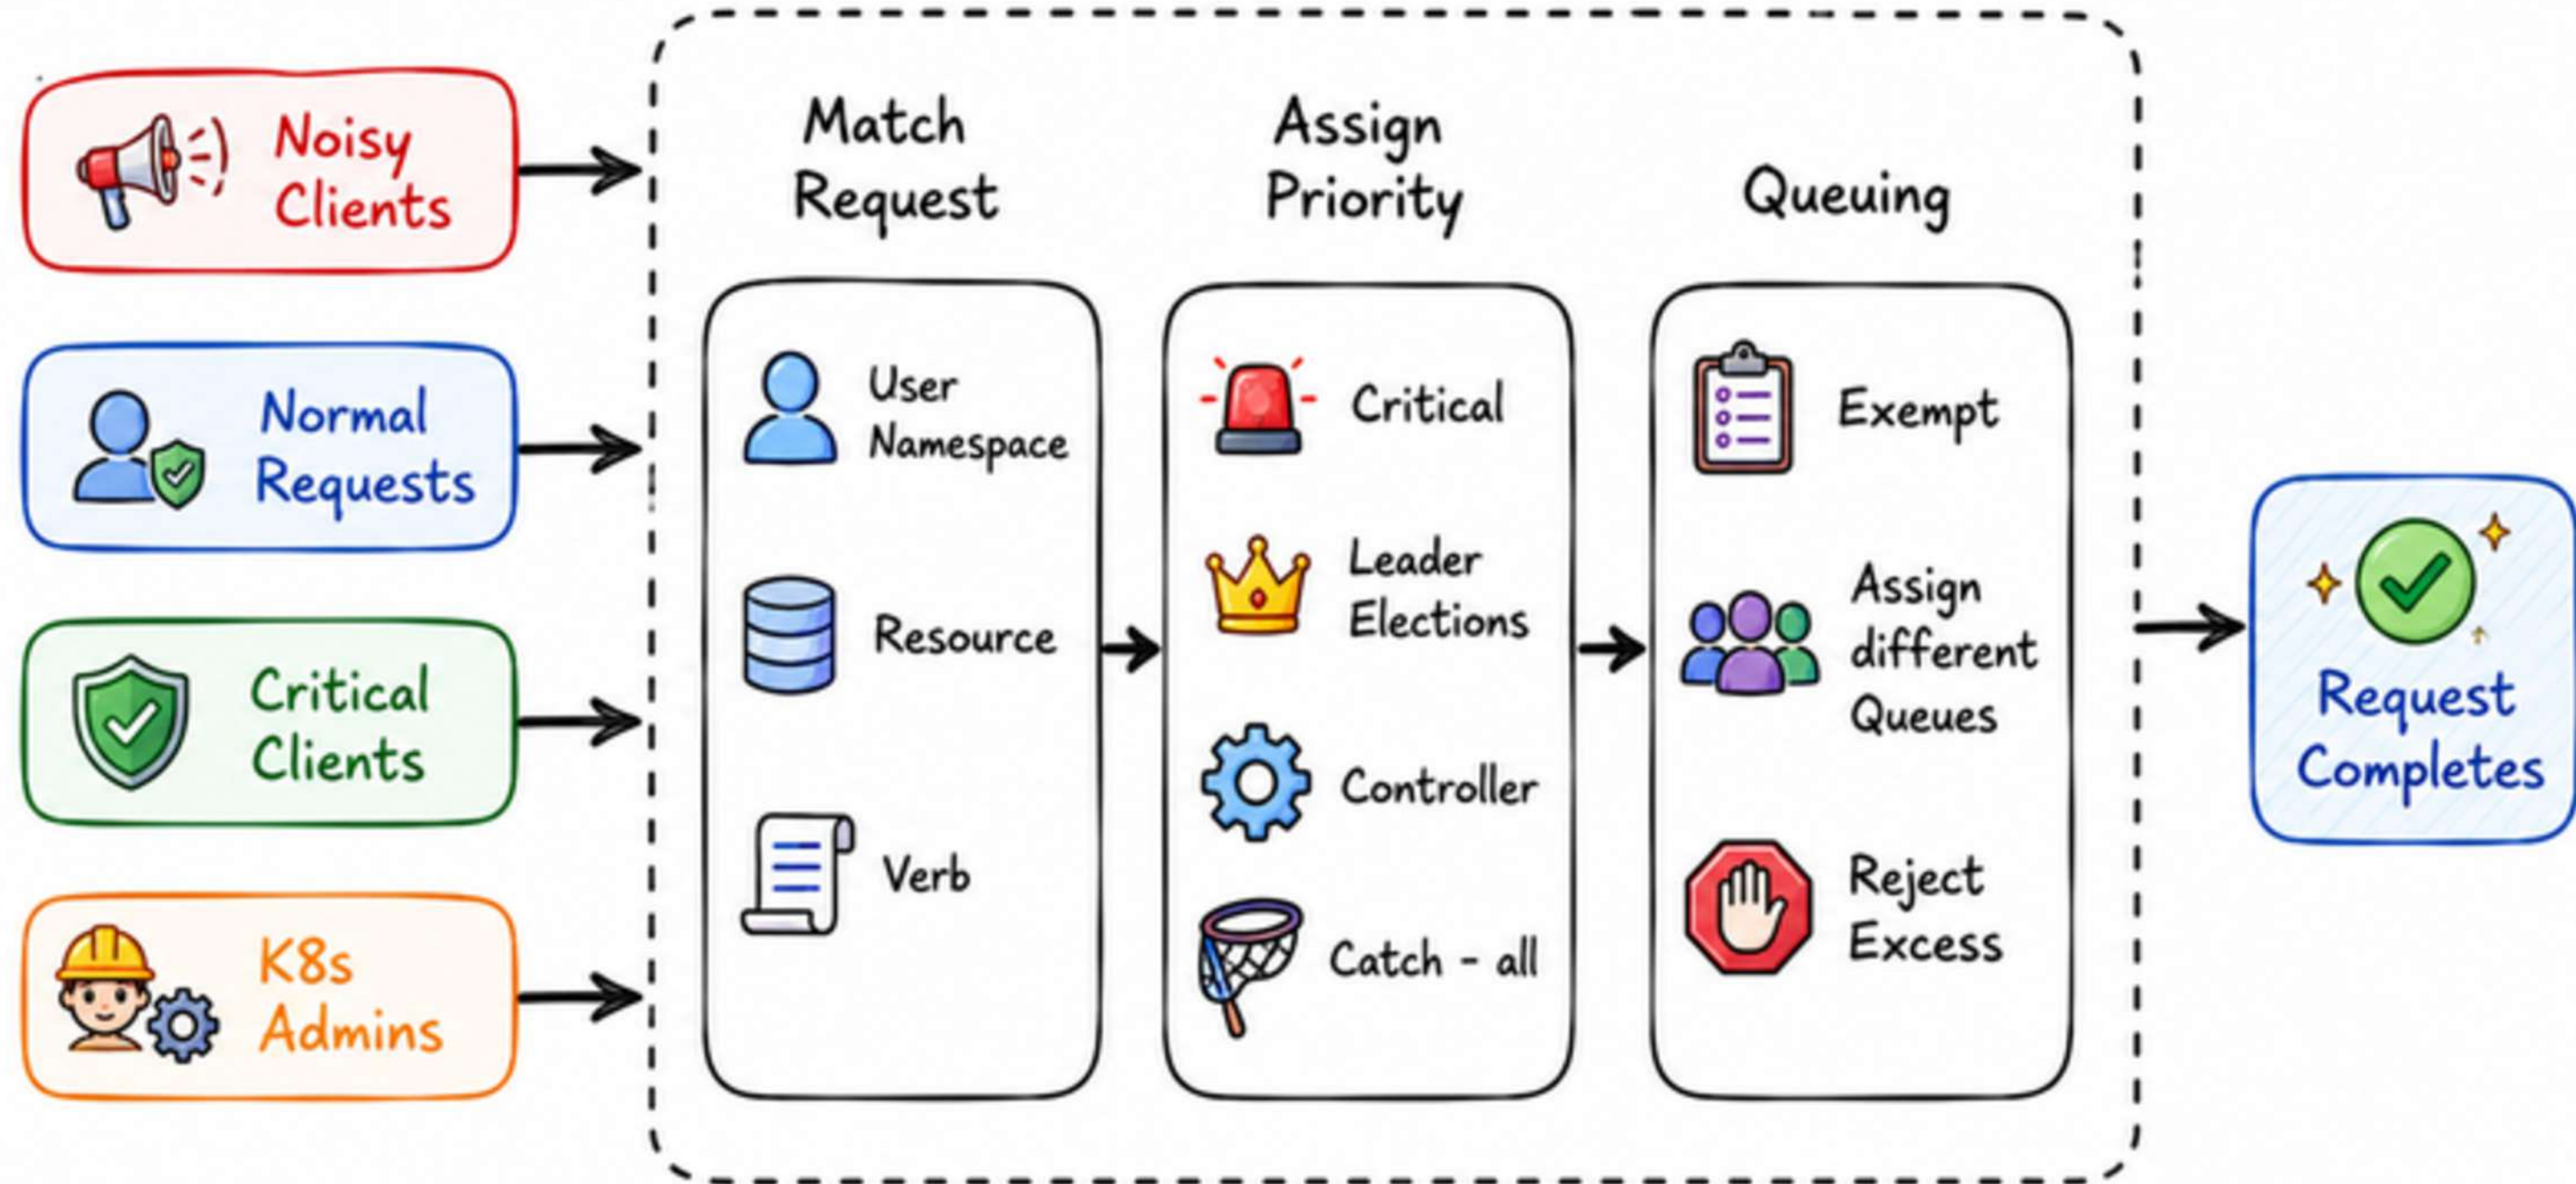 Noisy
Clients
Normal
Requests
Critical
Clients
K8s
Admins
Match
Request
User
Namespace
Resource
Verb
Assign
Priority
Critical
Leader
Elections
Controller
Catch - all
Queuing
Exempt
Assign
different
Queues
Reject
Excess
Request
Completes